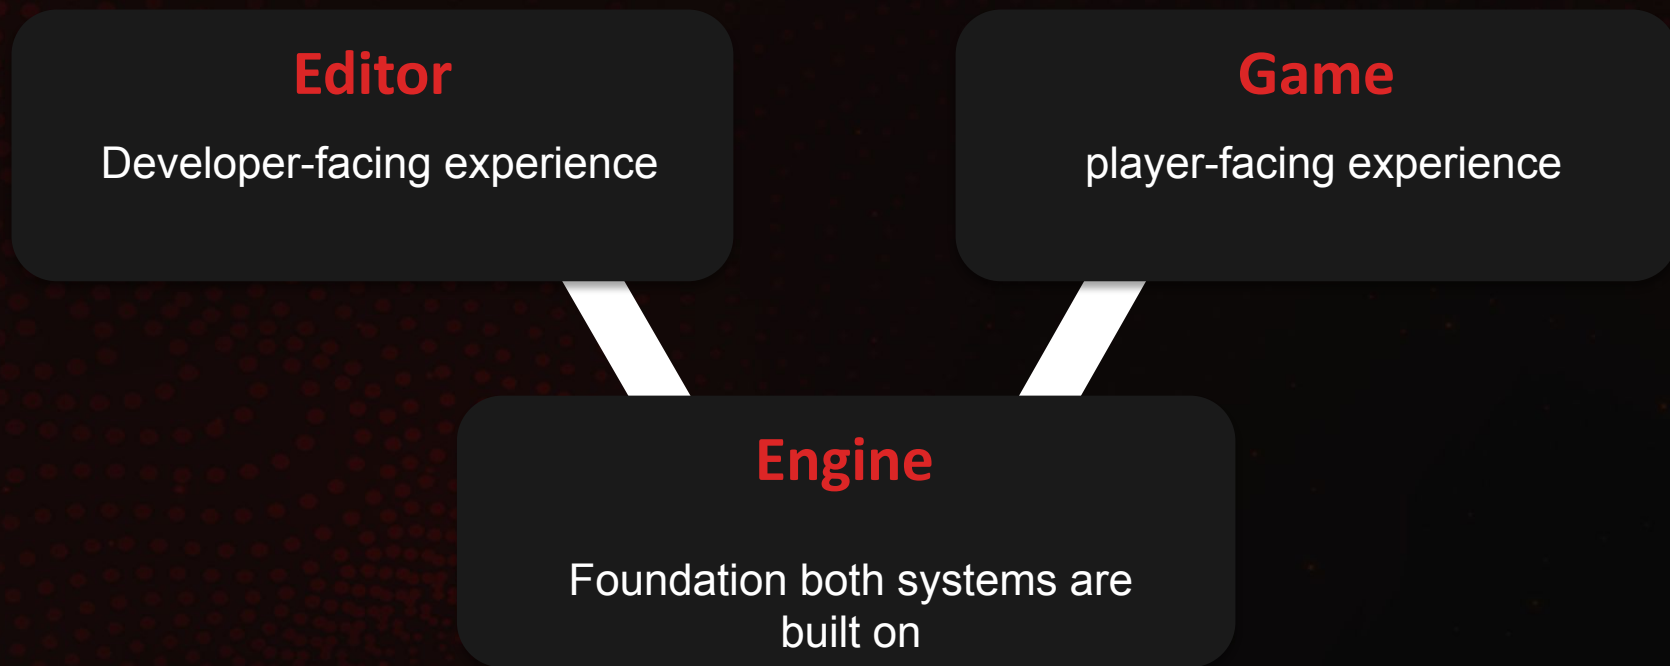 Editor
Developer-facing experience
Game
player-facing experience
Engine
Foundation both systems are
built on